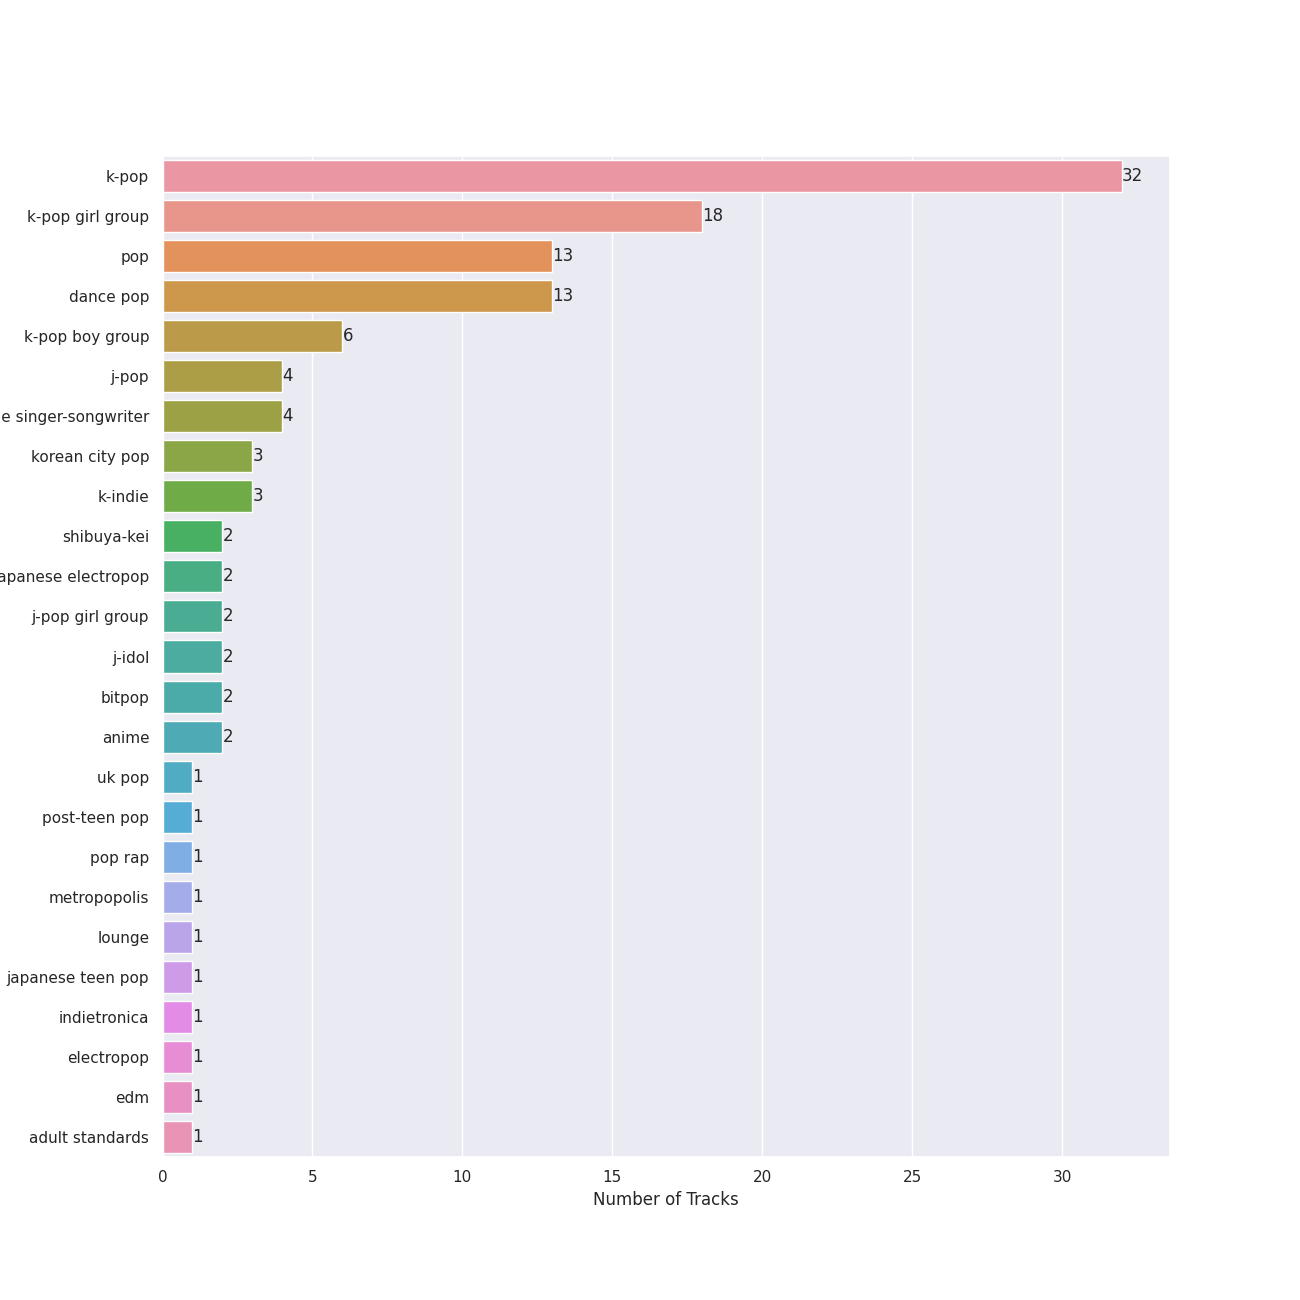 k-pop 32
k-pop girl group 18
pop 13
dance pop 13
k-pop boy group 6
j-pop 4
e singer-songwriter 4
korean city pop 3
k-indie 3
shibuya-kei 2
apanese electropop 2
j-pop girl group 2
j-idol 2
bitpop 2
anime 2
uk pop 1
post-teen pop 1
pop rap 1
metropopolis 1
lounge 1
japanese teen pop 1
indietronica 1
electropop 1
edm 1
adult standards 1
0 5 10 15 20 25 30
Number of Tracks